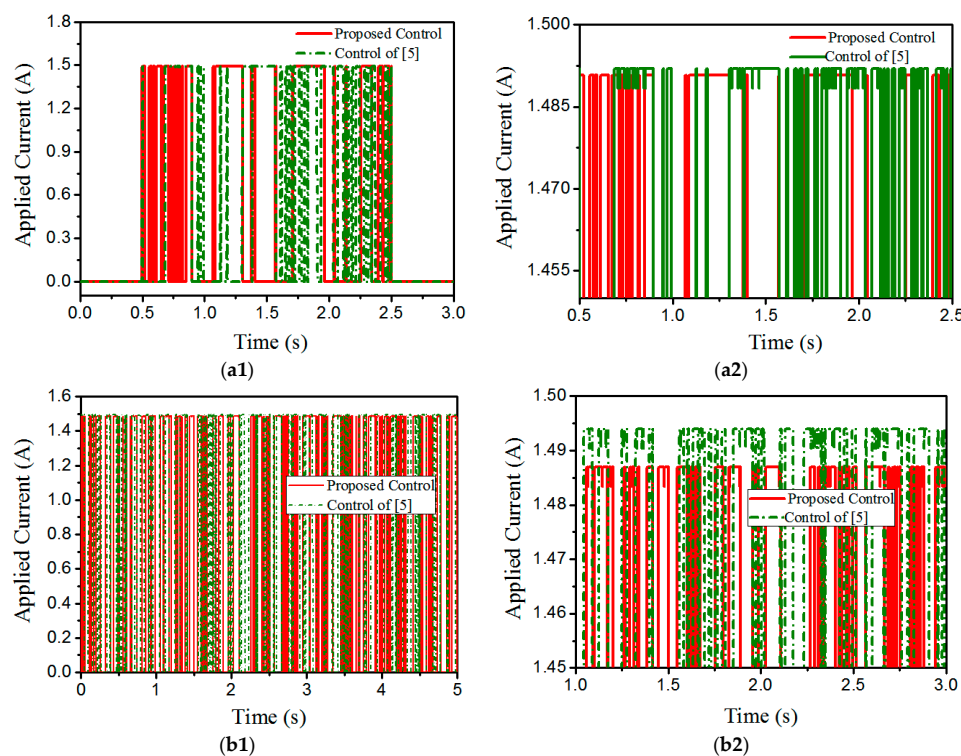 1.8
1.5
1.2
0.9
0.6
0.3
0.0
Applied Current (A)
Proposed Control
Control of [5]
0.0 0.5 1.0 1.5 2.0 2.5 3.0
Time (s)
(a1)
1.500
1.485
1.470
1.455
Applied Current (A)
Proposed Control
Control of [5]
0.5 1.0 1.5 2.0 2.5
Time (s)
(a2)
1.6
1.4
1.2
1.0
0.8
0.6
0.4
0.2
0.0
Applied Current (A)
Proposed Control
Control of [5]
0 1 2 3 4 5
Time (s)
(b1)
1.50
1.49
1.48
1.47
1.46
1.45
Applied Current (A)
Proposed Control
Control of [5]
1.0 1.5 2.0 2.5 3.0
Time (s)
(b2)